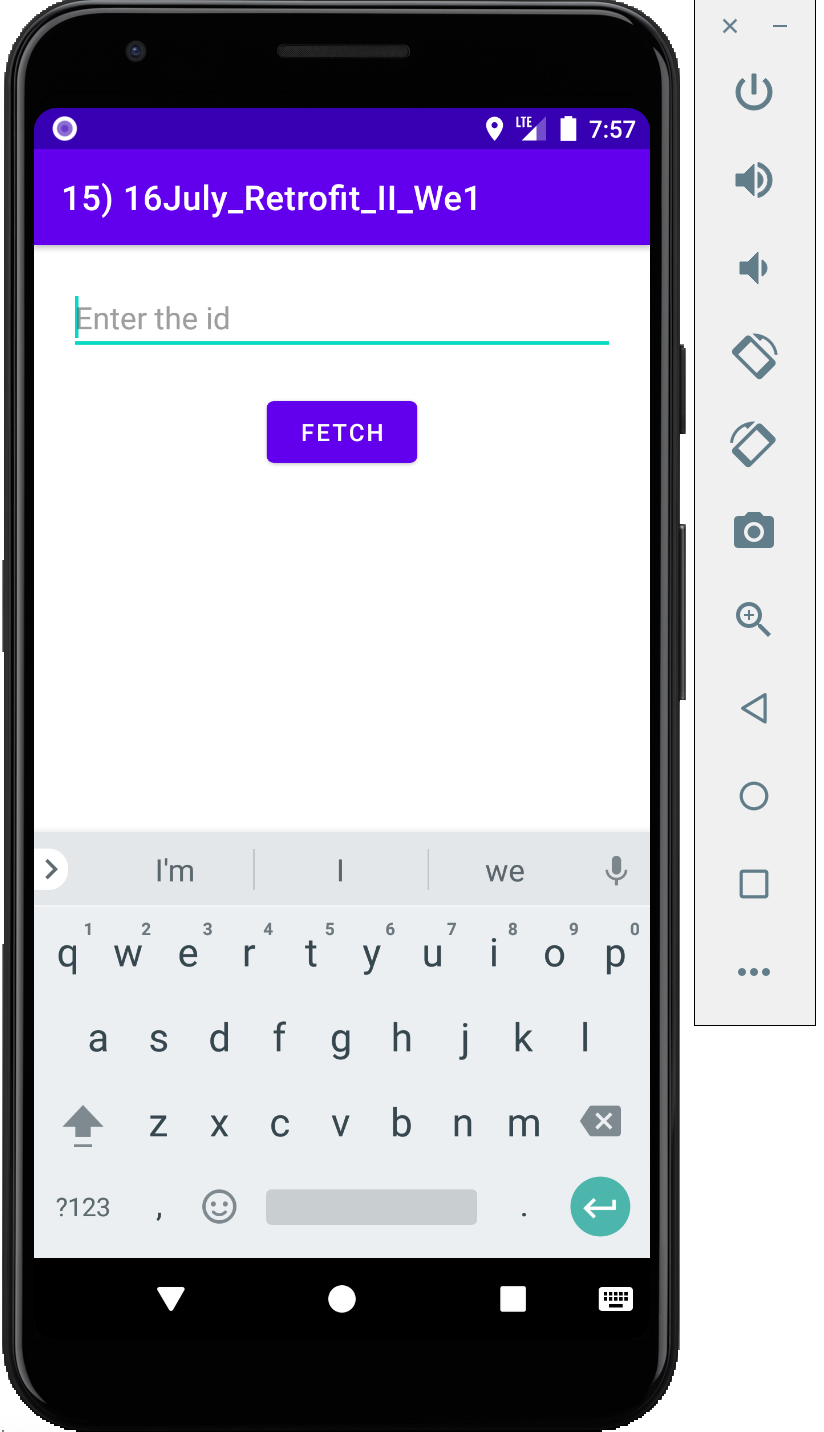 LTE 7:57
15) 16July_Retrofit_II_We1
Enter the id
FETCH
I'm I we
1 2 3 4 5 6 7 8 9 0
q w e r t y u i o p
a s d f g h j k l
z x c v b n m
?123 , .